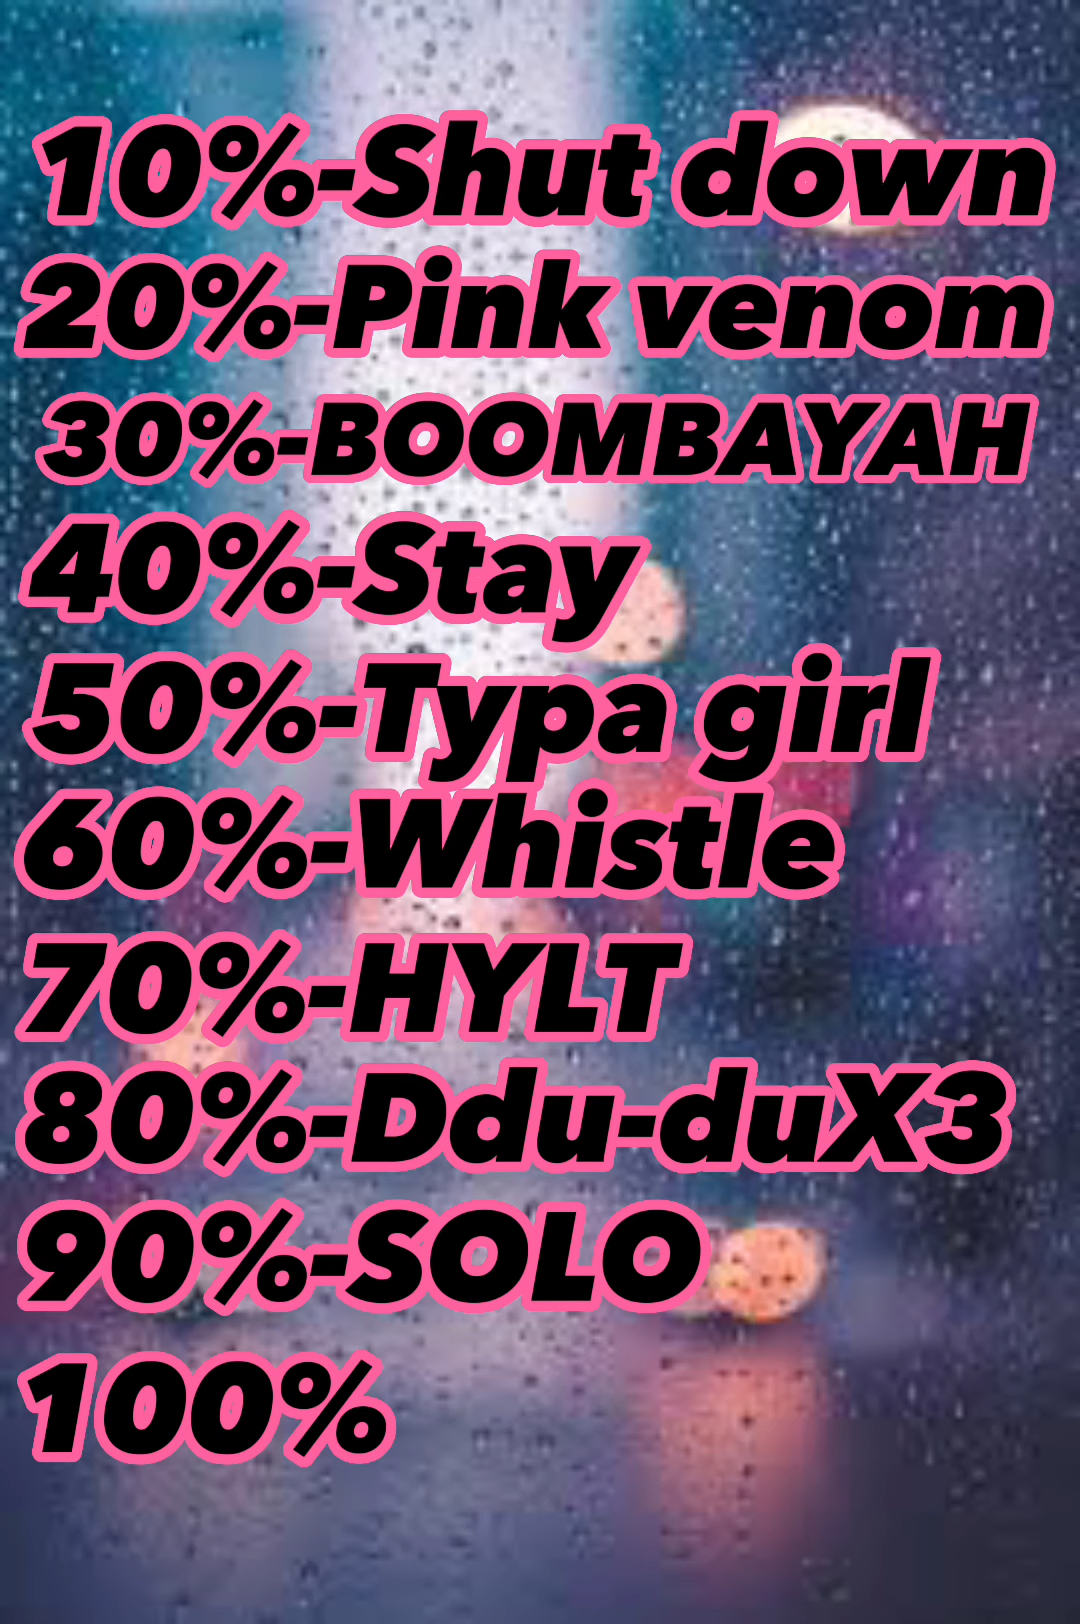 10%-Shut down
20%-Pink venom
30%-BOOMBAYAH
40%-Stay
50%-Typa girl
60%-Whistle
70%-HYLT
80%-Ddu-duX3
90%-SOLO
100%